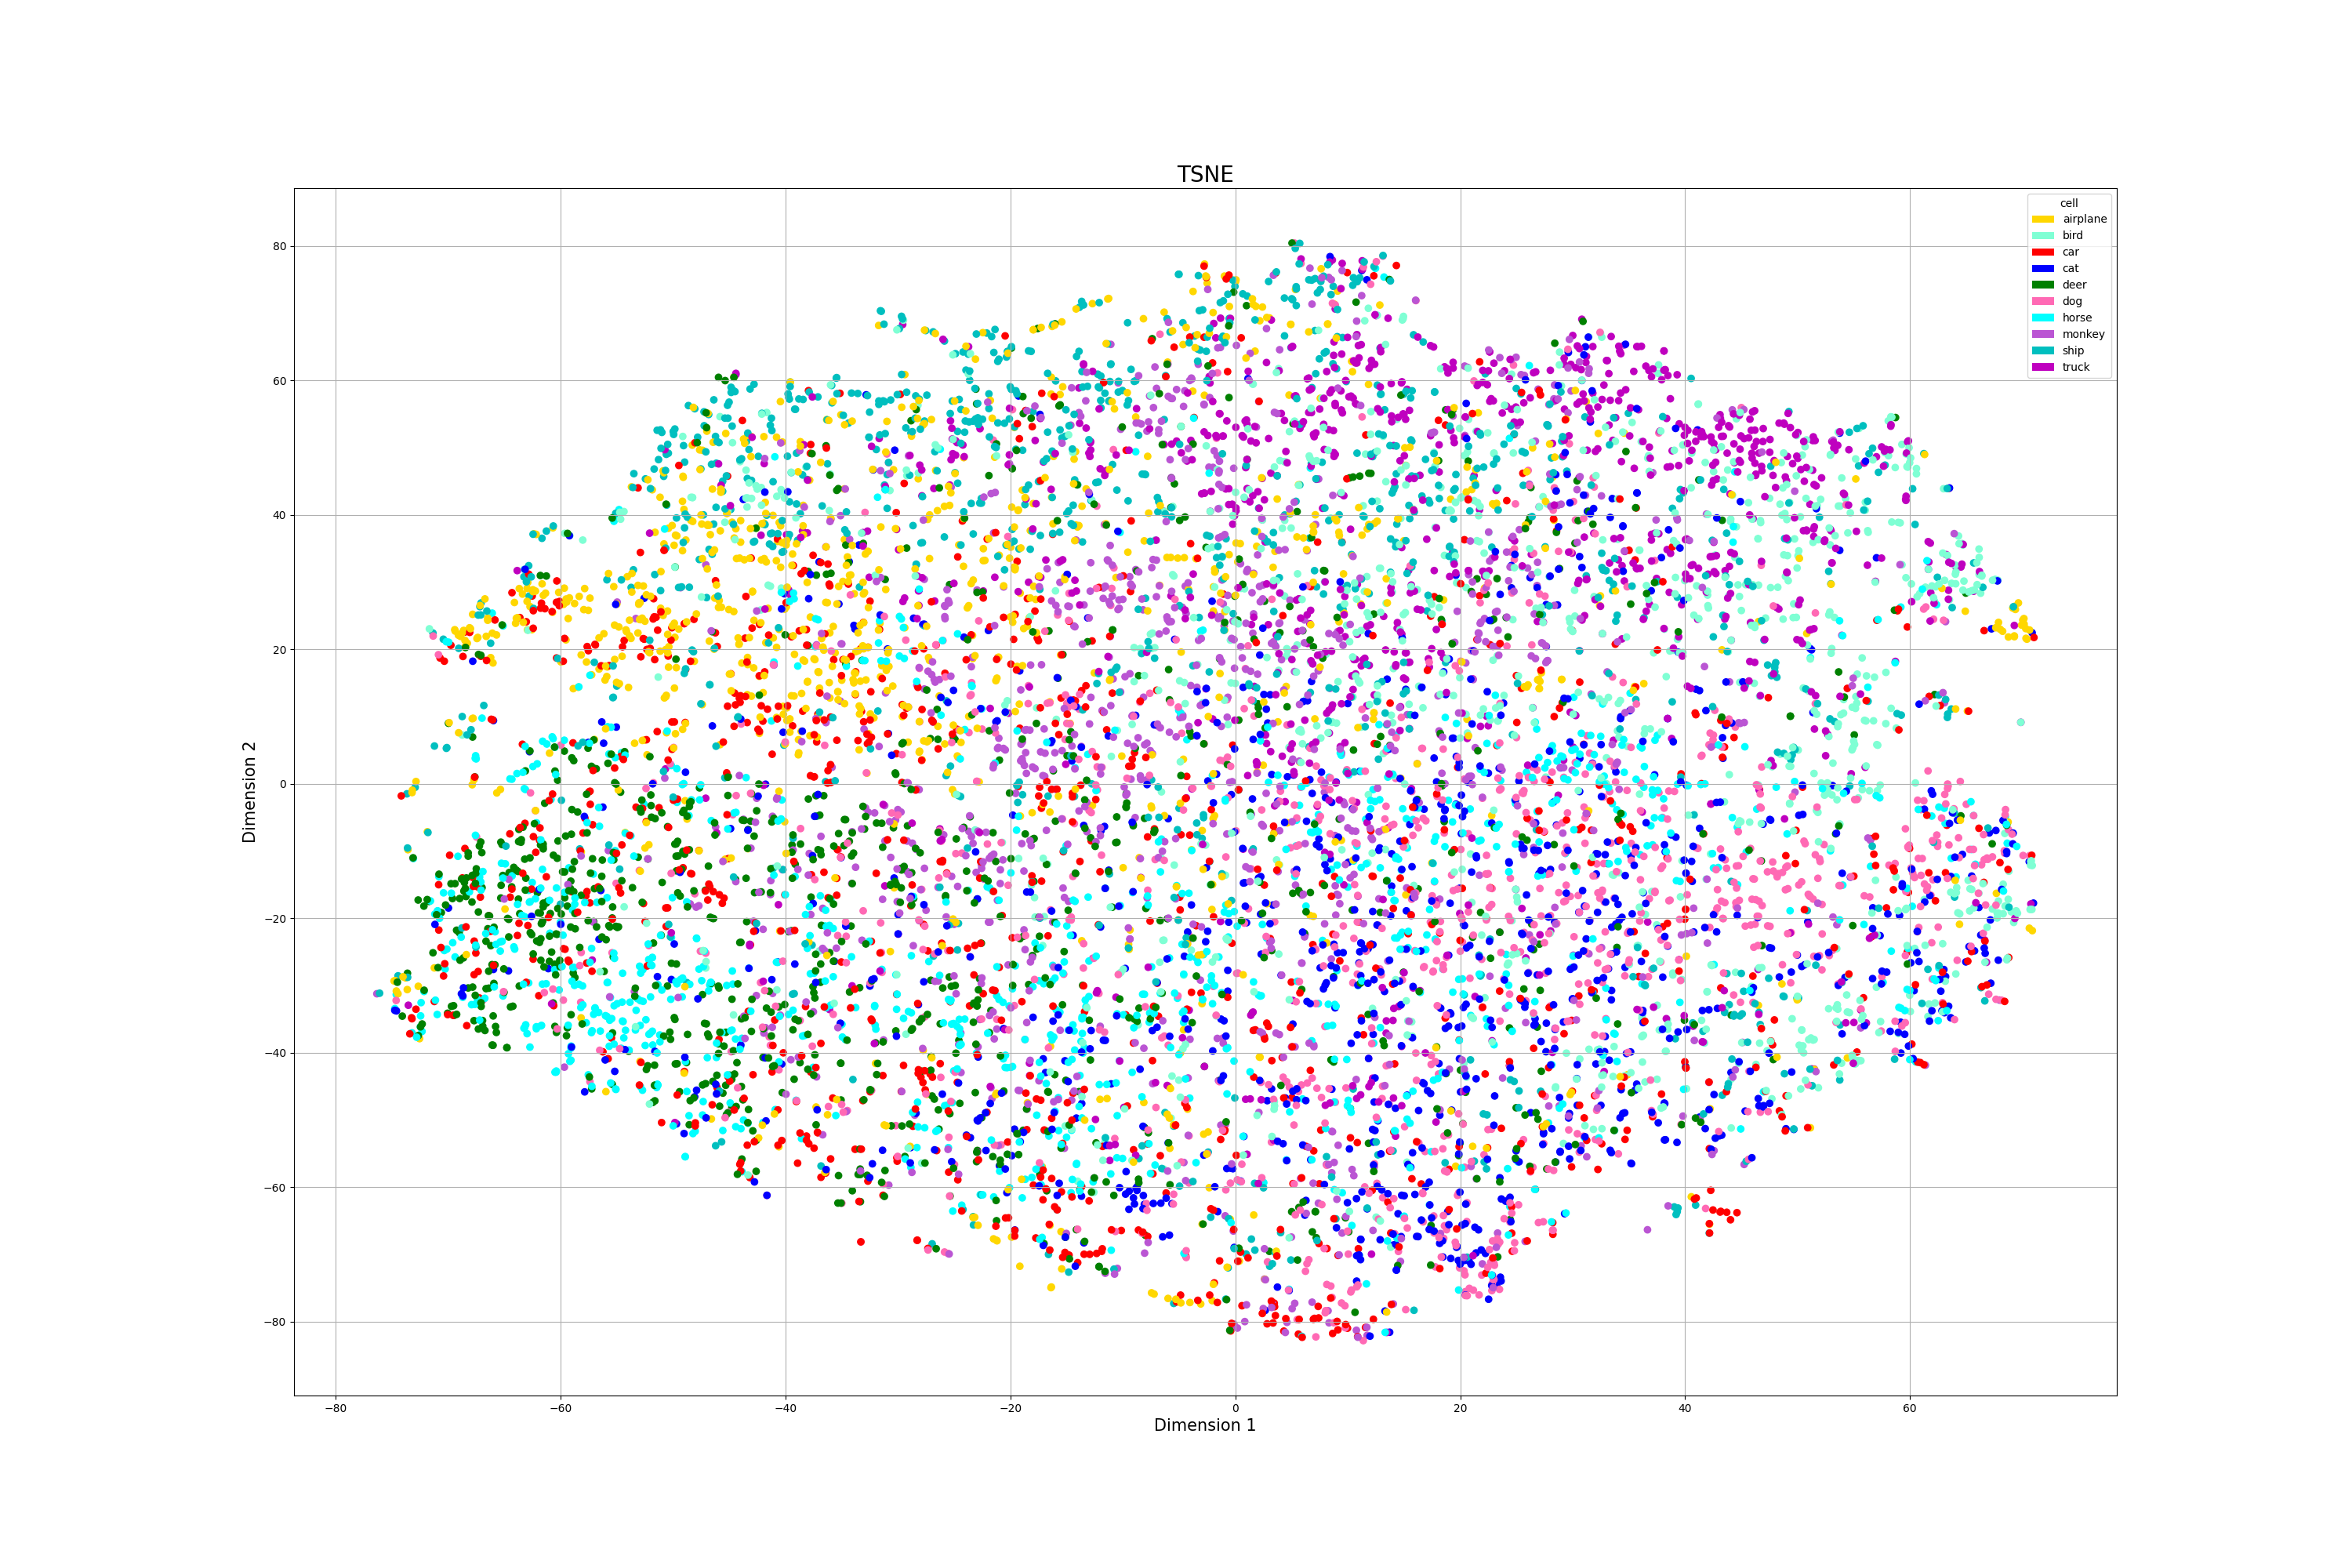 TSNE
cell
airplane
bird
car
cat
deer
dog
horse
monkey
ship
truck
80
60
40
20
0
−20
−40
−60
−80
Dimension 2
−80 −60 −40 −20 0 20 40 60
Dimension 1